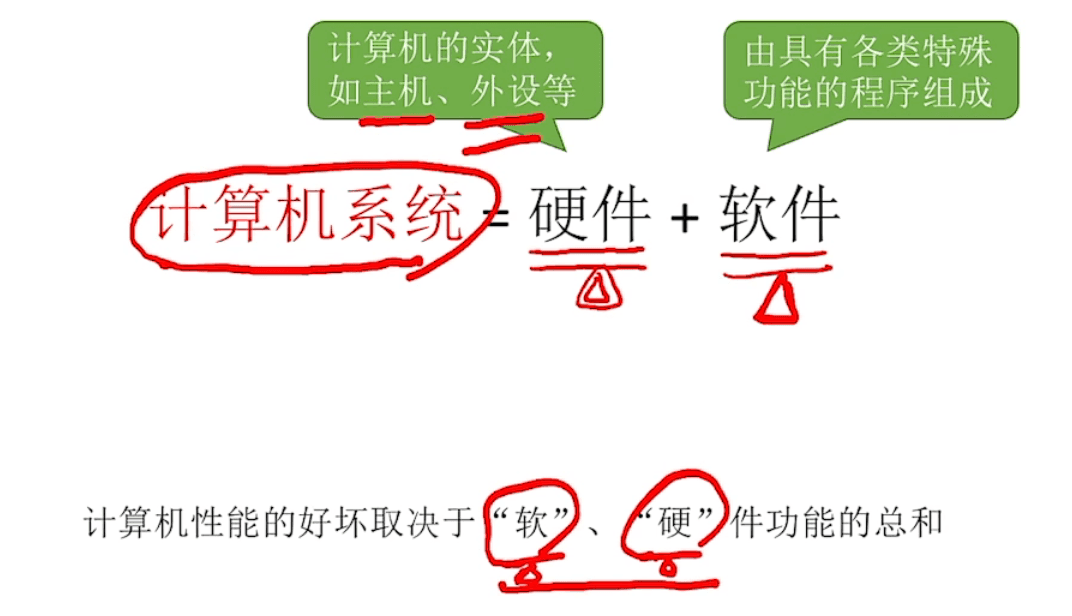 计算机的实体，
如主机、外设等
由具有各类特殊
功能的程序组成
计算机系统=硬件+软件
计算机性能的好坏取决于“软”、“硬”件功能的总和